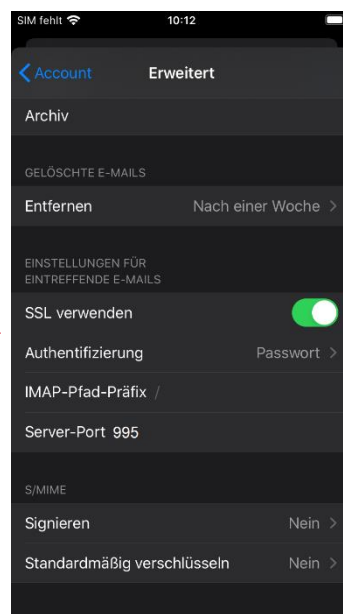 SIM fehlt 10:12
Account Erweitert
Archiv
GELÖSCHTE E-MAILS
Entfernen Nach einer Woche
EINSTELLUNGEN FÜR
EINTREFFENDE E-MAILS
SSL verwenden
Authentifizierung Passwort
IMAP-Pfad-Präfix /
Server-Port 995
S/MIME
Signieren Nein
Standardmäßig verschlüsseln Nein